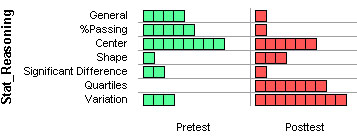 Stat_Reasoning
General
%Passing
Center
Shape
Significant Difference
Quartiles
Variation
Pretest
Posttest